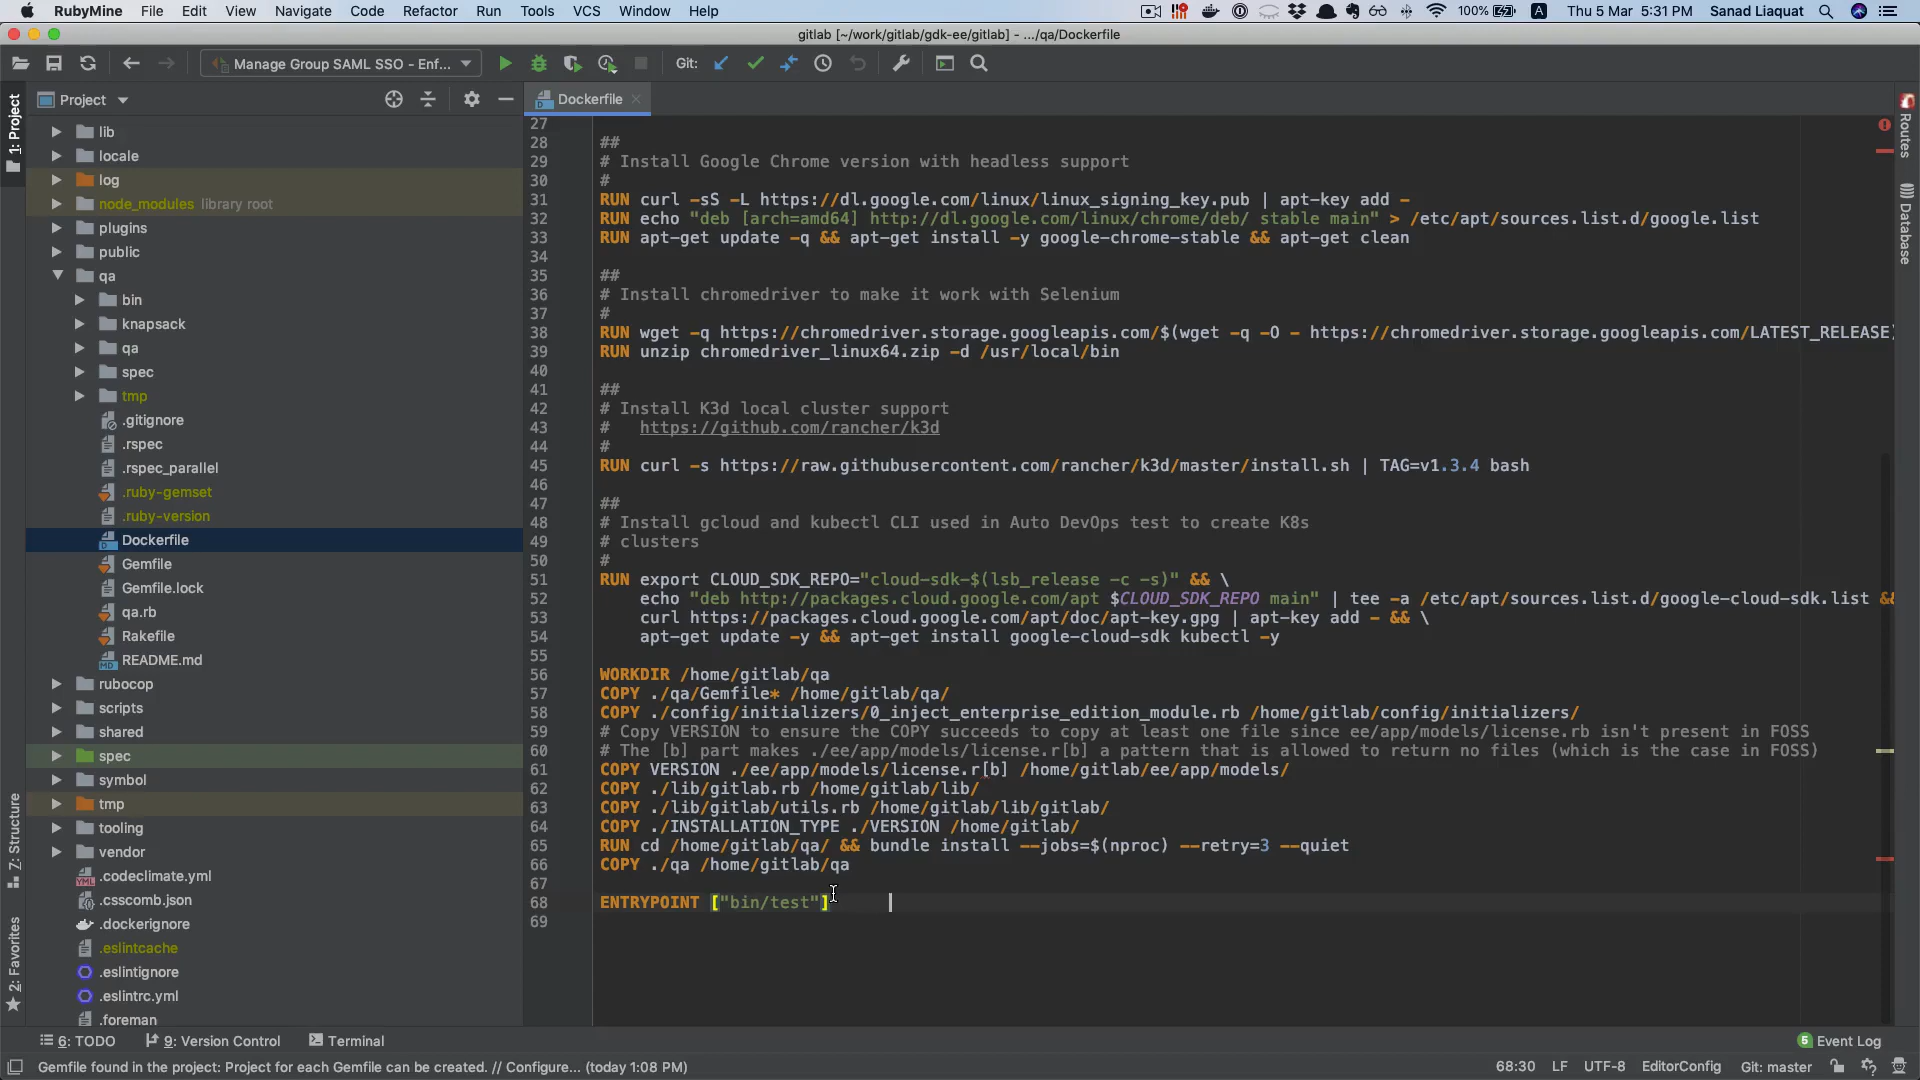 RubyMine File Edit View Navigate Code Refactor Run Tools VCS Window Help 100% A Thu 5 Mar 5:31 PM Sanad Liaquat
gitlab [~/work/gitlab/gdk-ee/gitlab] - .../qa/Dockerfile
Manage Group SAML SSO - Enf... Git:
1: Project
Project
Dockerfile
Routes
Database
lib
locale
log
node_modules library root
plugins
public
qa
bin
knapsack
qa
spec
tmp
.gitignore
.rspec
.rspec_parallel
.ruby-gemset
.ruby-version
Dockerfile
Gemfile
Gemfile.lock
qa.rb
Rakefile
README.md
rubocop
scripts
shared
spec
symbol
tmp
tooling
vendor
.codeclimate.yml
.csscomb.json
.dockerignore
.eslintcache
.eslintignore
.eslintrc.yml
.foreman
Z: Structure
2: Favorites
27
28 ##
29 # Install Google Chrome version with headless support
30 #
31 RUN curl -sS -L https://dl.google.com/linux/linux_signing_key.pub | apt-key add -
32 RUN echo "deb [arch=amd64] http://dl.google.com/linux/chrome/deb/ stable main" > /etc/apt/sources.list.d/google.list
33 RUN apt-get update -q && apt-get install -y google-chrome-stable && apt-get clean
34
35 ##
36 # Install chromedriver to make it work with Selenium
37 #
38 RUN wget -q https://chromedriver.storage.googleapis.com/$(wget -q -O - https://chromedriver.storage.googleapis.com/LATEST_RELEASE)
39 RUN unzip chromedriver_linux64.zip -d /usr/local/bin
40
41 ##
42 # Install K3d local cluster support
43 # https://github.com/rancher/k3d
44 #
45 RUN curl -s https://raw.githubusercontent.com/rancher/k3d/master/install.sh | TAG=v1.3.4 bash
46
47 ##
48 # Install gcloud and kubectl CLI used in Auto DevOps test to create K8s
49 # clusters
50 #
51 RUN export CLOUD_SDK_REPO="cloud-sdk-$(lsb_release -c -s)" && \
52 echo "deb http://packages.cloud.google.com/apt $CLOUD_SDK_REPO main" | tee -a /etc/apt/sources.list.d/google-cloud-sdk.list &&
53 curl https://packages.cloud.google.com/apt/doc/apt-key.gpg | apt-key add - && \
54 apt-get update -y && apt-get install google-cloud-sdk kubectl -y
55
56 WORKDIR /home/gitlab/qa
57 COPY ./qa/Gemfile* /home/gitlab/qa/
58 COPY ./config/initializers/0_inject_enterprise_edition_module.rb /home/gitlab/config/initializers/
59 # Copy VERSION to ensure the COPY succeeds to copy at least one file since ee/app/models/license.rb isn't present in FOSS
60 # The [b] part makes ./ee/app/models/license.r[b] a pattern that is allowed to return no files (which is the case in FOSS)
61 COPY VERSION ./ee/app/models/license.r[b] /home/gitlab/ee/app/models/
62 COPY ./lib/gitlab.rb /home/gitlab/lib/
63 COPY ./lib/gitlab/utils.rb /home/gitlab/lib/gitlab/
64 COPY ./INSTALLATION_TYPE ./VERSION /home/gitlab/
65 RUN cd /home/gitlab/qa/ && bundle install --jobs=$(nproc) --retry=3 --quiet
66 COPY ./qa /home/gitlab/qa
67
68 ENTRYPOINT ["bin/test"]
69
6: TODO 9: Version Control Terminal 5 Event Log
Gemfile found in the project: Project for each Gemfile can be created. // Configure... (today 1:08 PM) 68:30 LF UTF-8 EditorConfig Git: master